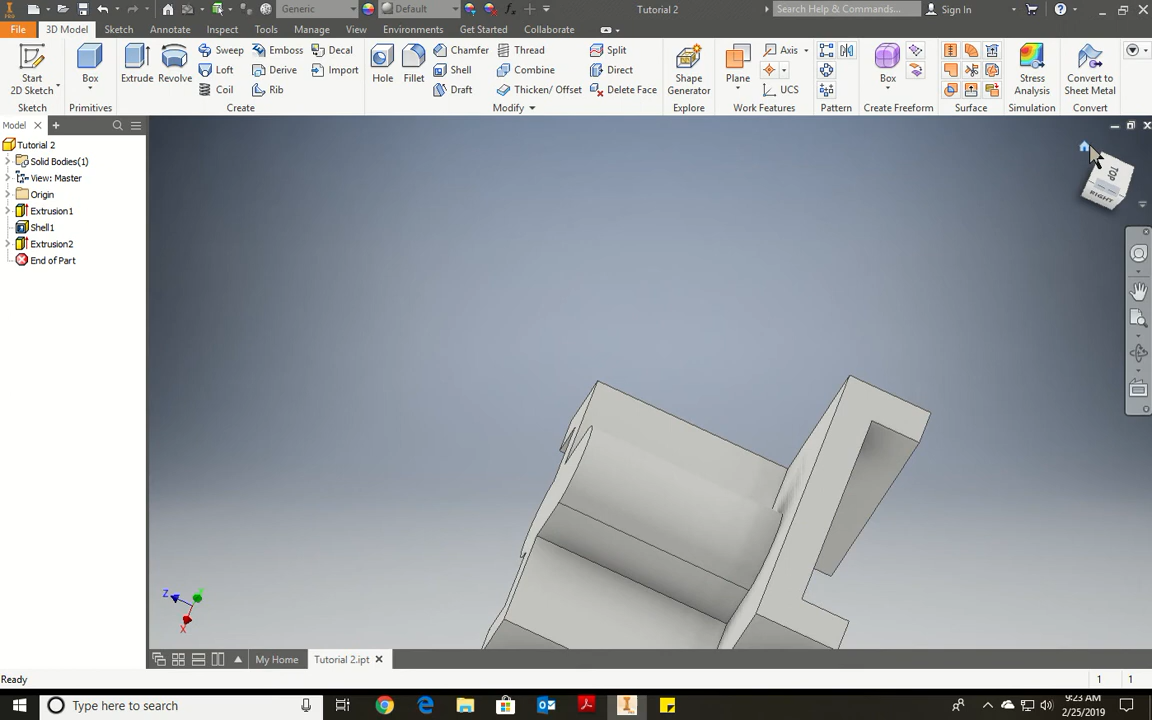 PRO
Generic
Default
Tutorial 2
Search Help & Commands...
Sign In
File
3D Model
Sketch
Annotate
Inspect
Tools
Manage
View
Environments
Get Started
Collaborate
Start
2D Sketch
Sketch
Box
Primitives
Extrude
Revolve
Sweep
Loft
Coil
Emboss
Derive
Rib
Decal
Import
Create
Hole
Fillet
Chamfer
Shell
Draft
Thread
Combine
Thicken/ Offset
Split
Direct
Delete Face
Modify
Shape
Generator
Explore
Plane
Axis
UCS
Work Features
Pattern
Box
Create Freeform
Surface
Stress
Analysis
Simulation
Convert to
Sheet Metal
Convert
Model
Tutorial 2
Solid Bodies(1)
View: Master
Origin
Extrusion1
Shell1
Extrusion2
End of Part
TOP
RIGHT
Z
X
My Home
Tutorial 2.ipt
Ready
1
1
Type here to search
9:23 AM
2/25/2019